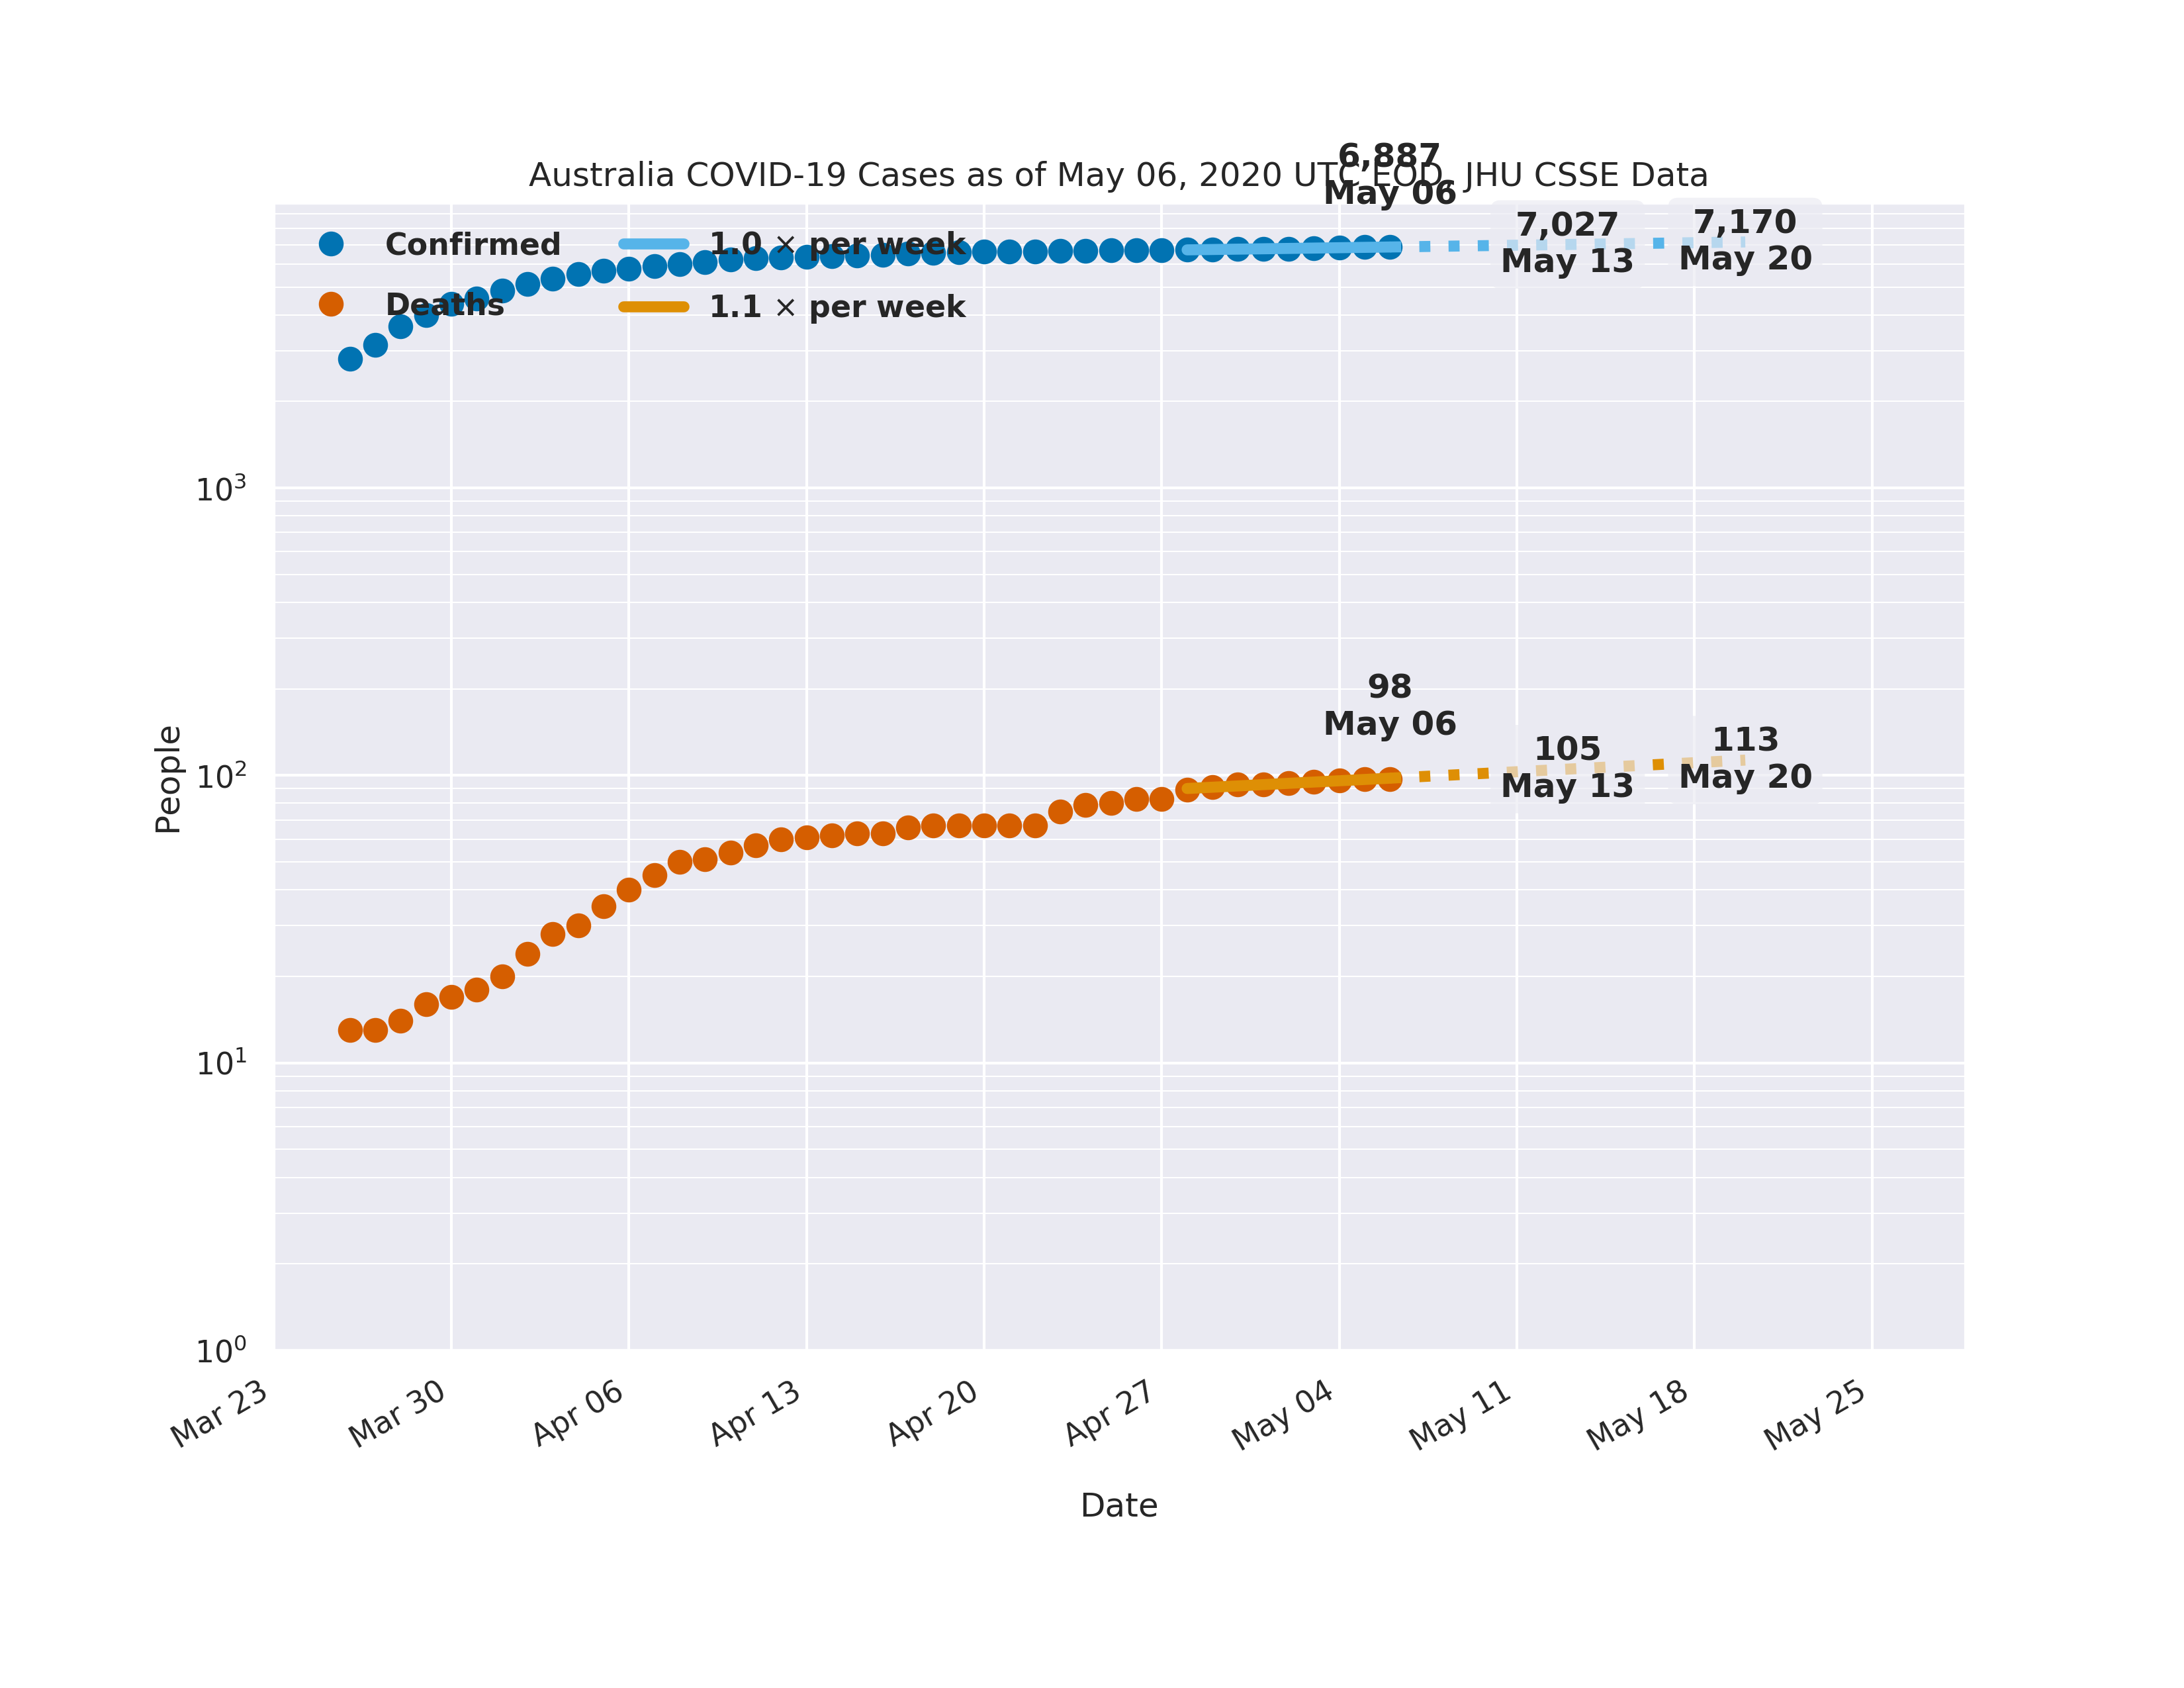 Australia COVID-19 Cases as of May 06, 2020 UTC EOD, JHU CSSE Data
6,887
May 06
7,027
May 13
7,170
May 20
Confirmed
1.0 × per week
Deaths
1.1 × per week
98
May 06
105
May 13
113
May 20
People
10³
10²
10¹
10⁰
Mar 23
Mar 30
Apr 06
Apr 13
Apr 20
Apr 27
May 04
May 11
May 18
May 25
Date